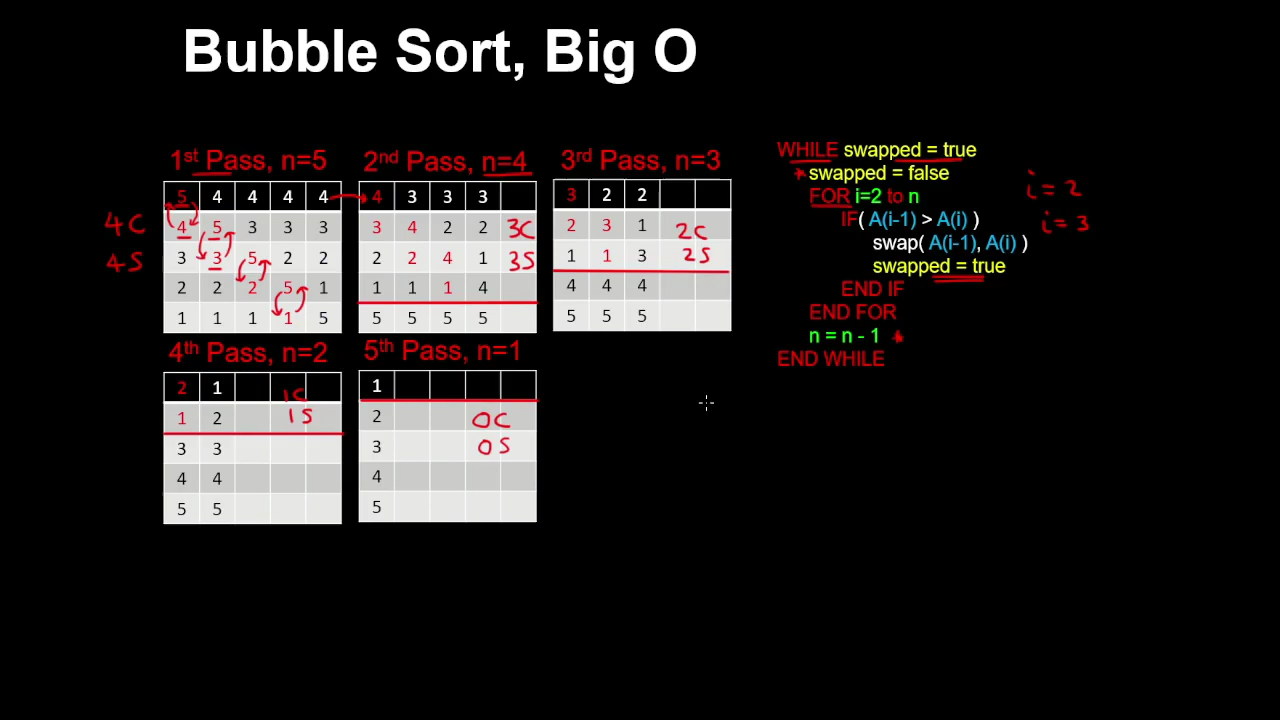 Bubble Sort, Big O
1st Pass, n=5
5 4 4 4 4
4 5 3 3 3
3 3 5 2 2
2 2 2 5 1
1 1 1 1 5
4C
4S
2nd Pass, n=4
4 3 3 3
3 4 2 2 3C
2 2 4 1 3S
1 1 1 4
5 5 5 5
3rd Pass, n=3
3 2 2
2 3 1 2C
1 1 3 2S
4 4 4
5 5 5
4th Pass, n=2
2 1 1C
1 2 1S
3 3
4 4
5 5
5th Pass, n=1
1
2 0C
3 0S
4
5
WHILE swapped = true
swapped = false
FOR i=2 to n
IF( A(i-1) > A(i) )
swap( A(i-1), A(i) )
swapped = true
END IF
END FOR
n = n - 1
END WHILE
i = 2
i = 3